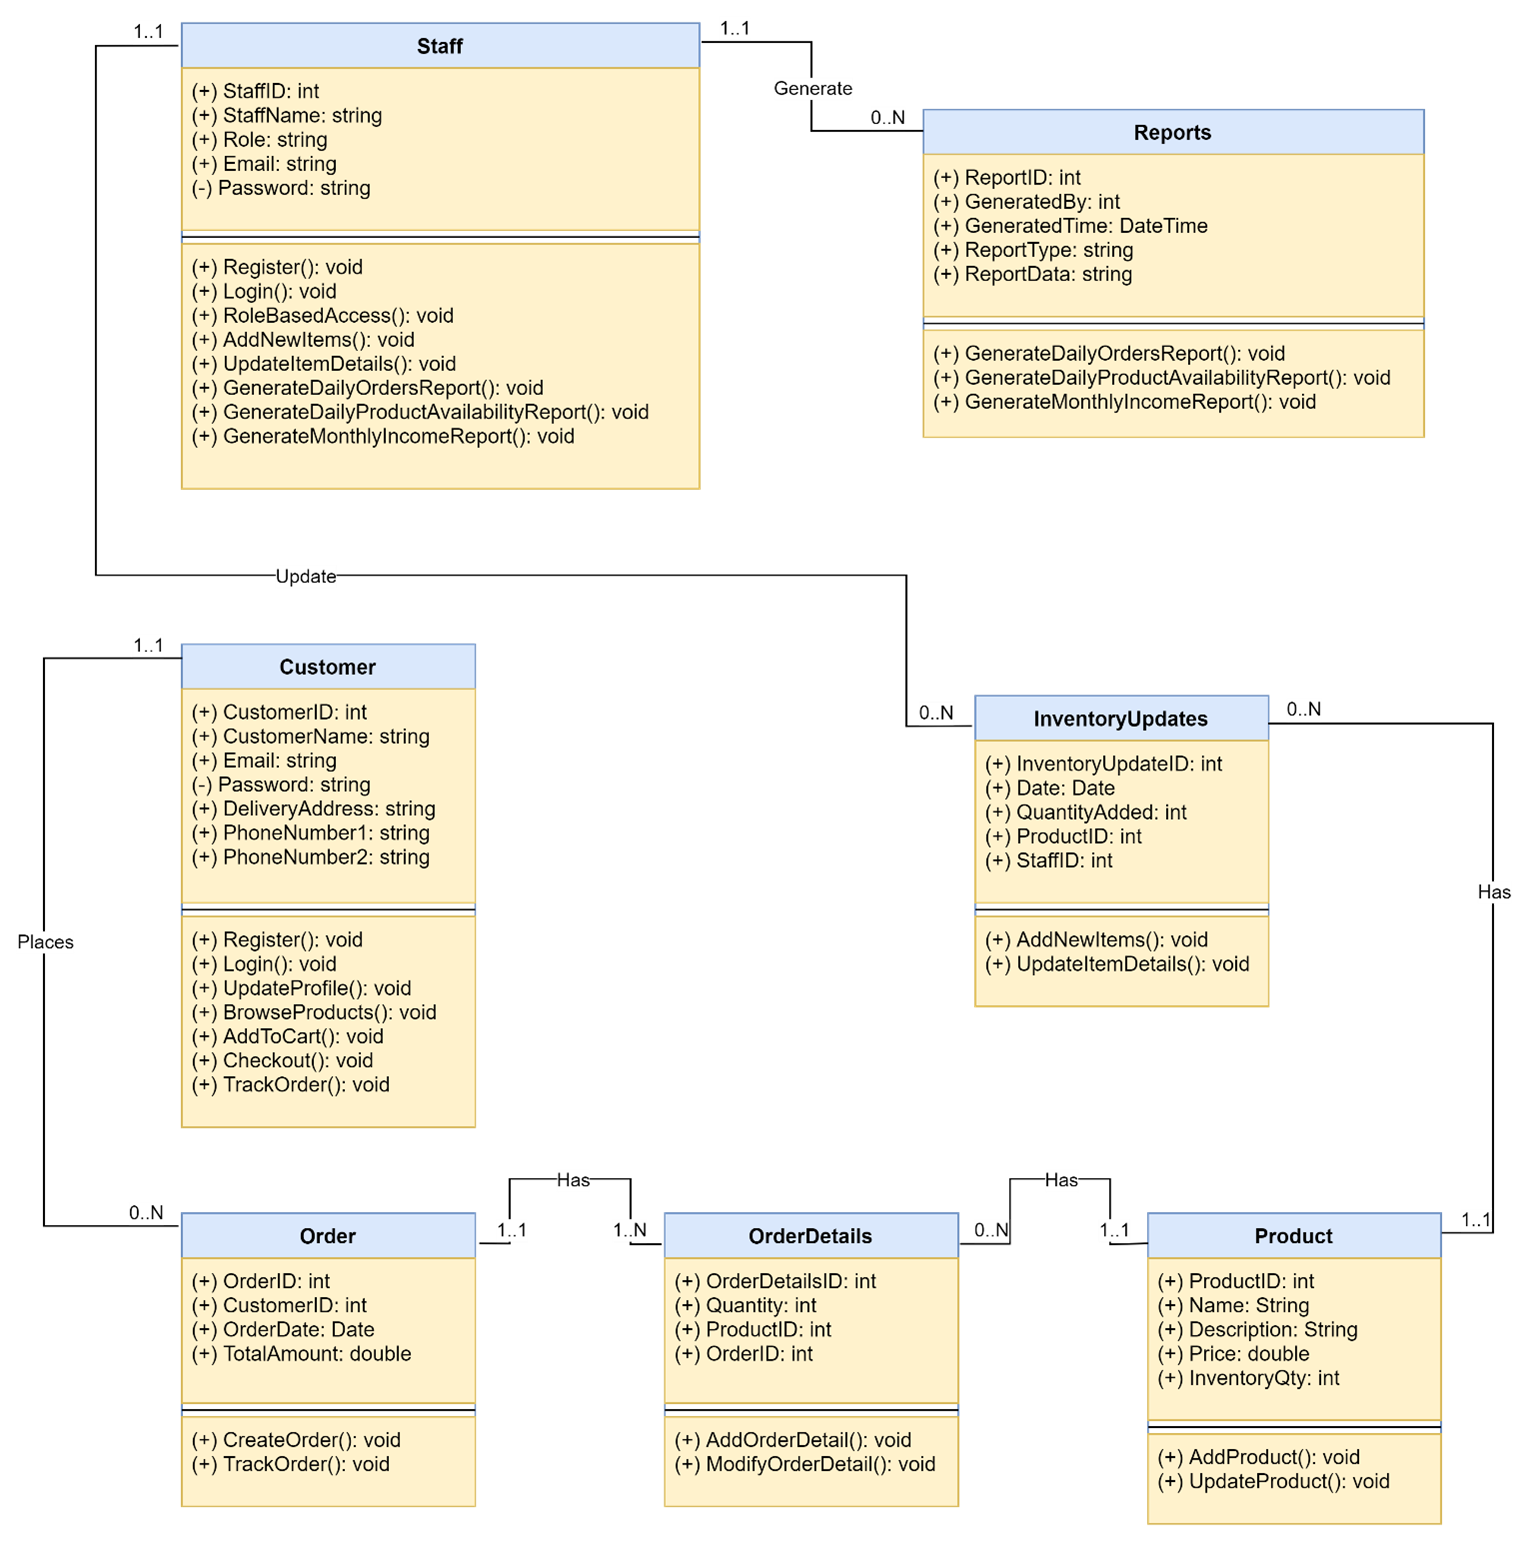 1..1
Staff
(+) StaffID: int
(+) StaffName: string
(+) Role: string
(+) Email: string
(-) Password: string
(+) Register(): void
(+) Login(): void
(+) RoleBasedAccess(): void
(+) AddNewItems(): void
(+) UpdateItemDetails(): void
(+) GenerateDailyOrdersReport(): void
(+) GenerateDailyProductAvailabilityReport(): void
(+) GenerateMonthlyIncomeReport(): void
1..1
Generate
0..N
Reports
(+) ReportID: int
(+) GeneratedBy: int
(+) GeneratedTime: DateTime
(+) ReportType: string
(+) ReportData: string
(+) GenerateDailyOrdersReport(): void
(+) GenerateDailyProductAvailabilityReport(): void
(+) GenerateMonthlyIncomeReport(): void
Update
1..1
Customer
(+) CustomerID: int
(+) CustomerName: string
(+) Email: string
(-) Password: string
(+) DeliveryAddress: string
(+) PhoneNumber1: string
(+) PhoneNumber2: string
(+) Register(): void
(+) Login(): void
(+) UpdateProfile(): void
(+) BrowseProducts(): void
(+) AddToCart(): void
(+) Checkout(): void
(+) TrackOrder(): void
Places
0..N
InventoryUpdates
(+) InventoryUpdateID: int
(+) Date: Date
(+) QuantityAdded: int
(+) ProductID: int
(+) StaffID: int
(+) AddNewItems(): void
(+) UpdateItemDetails(): void
0..N
Has
0..N
Order
(+) OrderID: int
(+) CustomerID: int
(+) OrderDate: Date
(+) TotalAmount: double
(+) CreateOrder(): void
(+) TrackOrder(): void
1..1
Has
1..N
OrderDetails
(+) OrderDetailsID: int
(+) Quantity: int
(+) ProductID: int
(+) OrderID: int
(+) AddOrderDetail(): void
(+) ModifyOrderDetail(): void
0..N
Has
1..1
Product
(+) ProductID: int
(+) Name: String
(+) Description: String
(+) Price: double
(+) InventoryQty: int
(+) AddProduct(): void
(+) UpdateProduct(): void
1..1